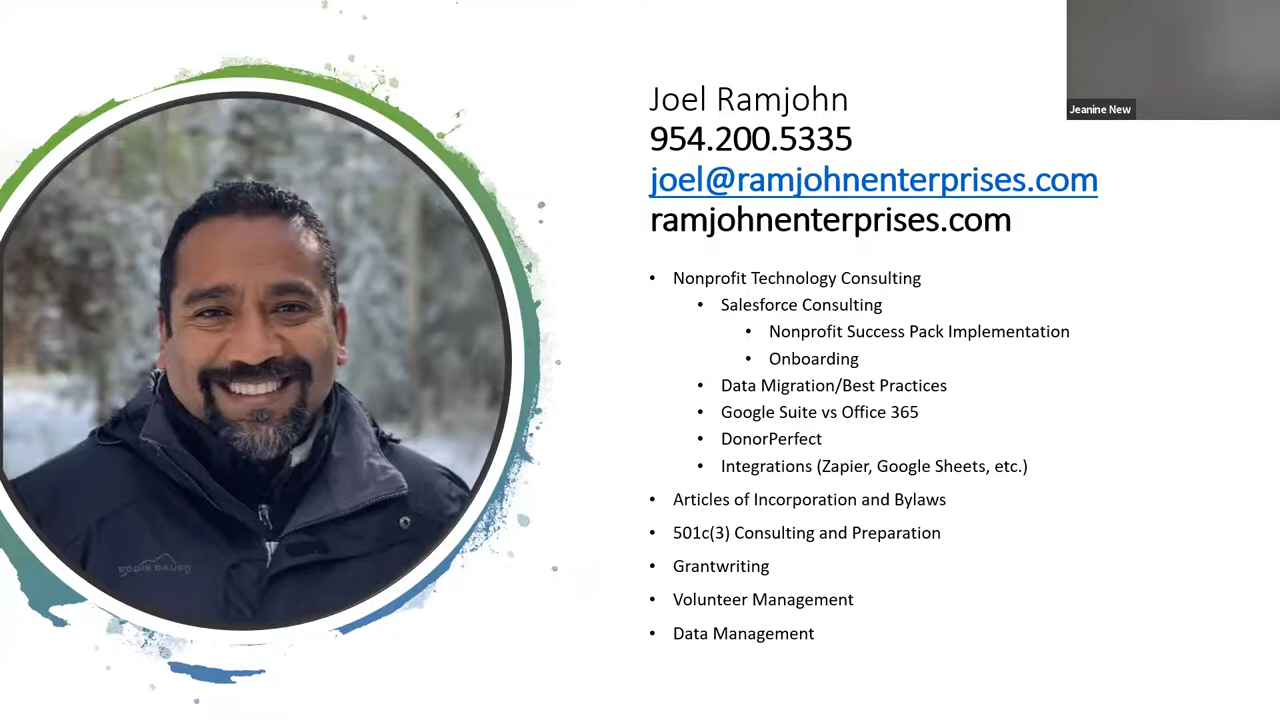 Joel Ramjohn
954.200.5335
joel@ramjohnenterprises.com
ramjohnenterprises.com
Jeanine New
• Nonprofit Technology Consulting
• Salesforce Consulting
• Nonprofit Success Pack Implementation
• Onboarding
• Data Migration/Best Practices
• Google Suite vs Office 365
• DonorPerfect
• Integrations (Zapier, Google Sheets, etc.)
• Articles of Incorporation and Bylaws
• 501c(3) Consulting and Preparation
• Grantwriting
• Volunteer Management
• Data Management